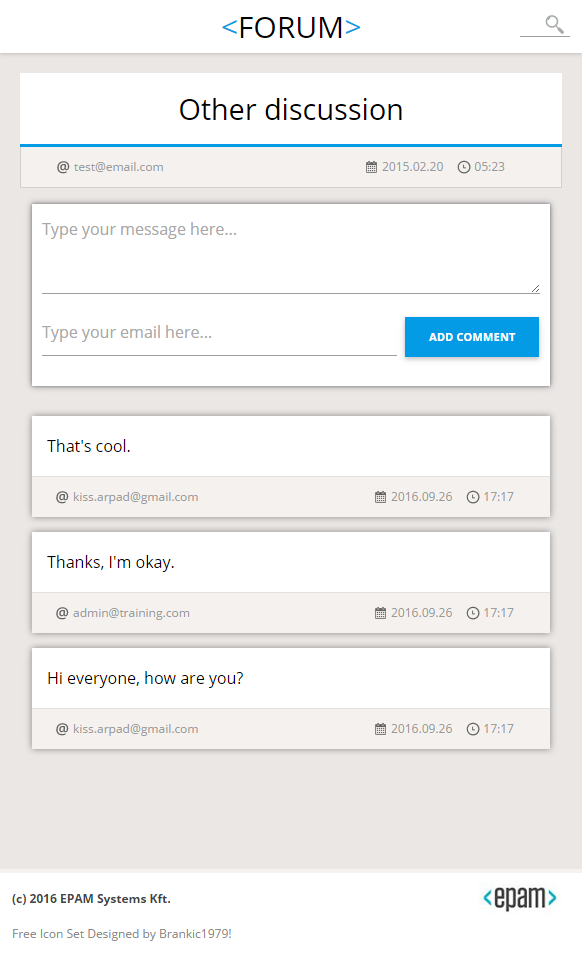 <FORUM>
Other discussion
@ test@email.com 2015.02.20 05:23
Type your message here...
Type your email here...
ADD COMMENT
That's cool.
@ kiss.arpad@gmail.com 2016.09.26 17:17
Thanks, I'm okay.
@ admin@training.com 2016.09.26 17:17
Hi everyone, how are you?
@ kiss.arpad@gmail.com 2016.09.26 17:17
(c) 2016 EPAM Systems Kft.
<epam>
Free Icon Set Designed by Brankic1979!